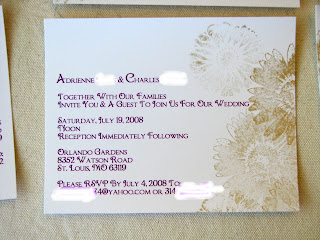 Adrienne & Charles
Together With Our Families
Invite You & A Guest To Join Us For Our Wedding
Saturday, July 19, 2008
Noon
Reception Immediately Following
Orlando Gardens
8352 Watson Road
St. Louis, MO 63119
Please RSVP By July 4, 2008 To:
4@yahoo.com or 314